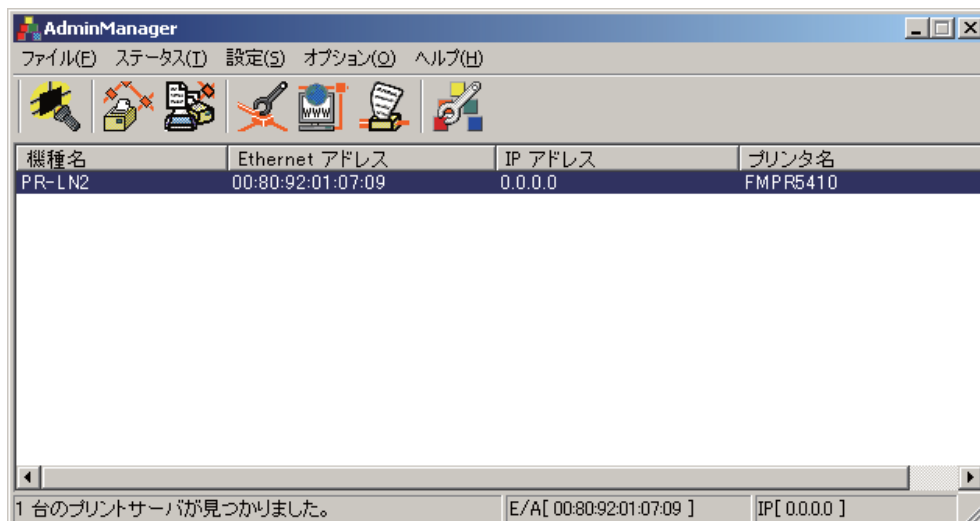 AdminManager
ファイル(F) ステータス(T) 設定(S) オプション(O) ヘルプ(H)
WWW
機種名 Ethernet アドレス IP アドレス プリンタ名
PR-LN2 00:80:92:01:07:09 0.0.0.0 FMPR5410
1 台のプリントサーバが見つかりました。 E/A[ 00:80:92:01:07:09 ] IP[ 0.0.0.0 ]